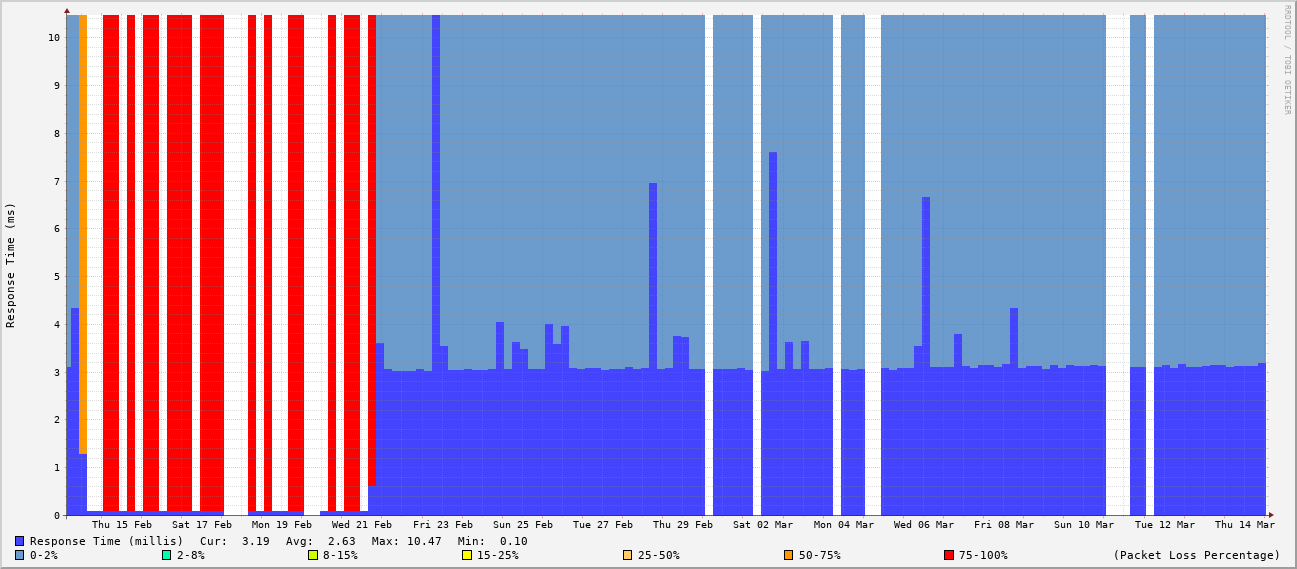 RRDTOOL / TOBI OETIKER
Response Time (ms)
10
9
8
7
6
5
4
3
2
1
0
Thu 15 Feb Sat 17 Feb Mon 19 Feb Wed 21 Feb Fri 23 Feb Sun 25 Feb Tue 27 Feb Thu 29 Feb Sat 02 Mar Mon 04 Mar Wed 06 Mar Fri 08 Mar Sun 10 Mar Tue 12 Mar Thu 14 Mar
Response Time (millis) Cur: 3.19 Avg: 2.63 Max: 10.47 Min: 0.10
0-2% 2-8% 8-15% 15-25% 25-50% 50-75% 75-100% (Packet Loss Percentage)